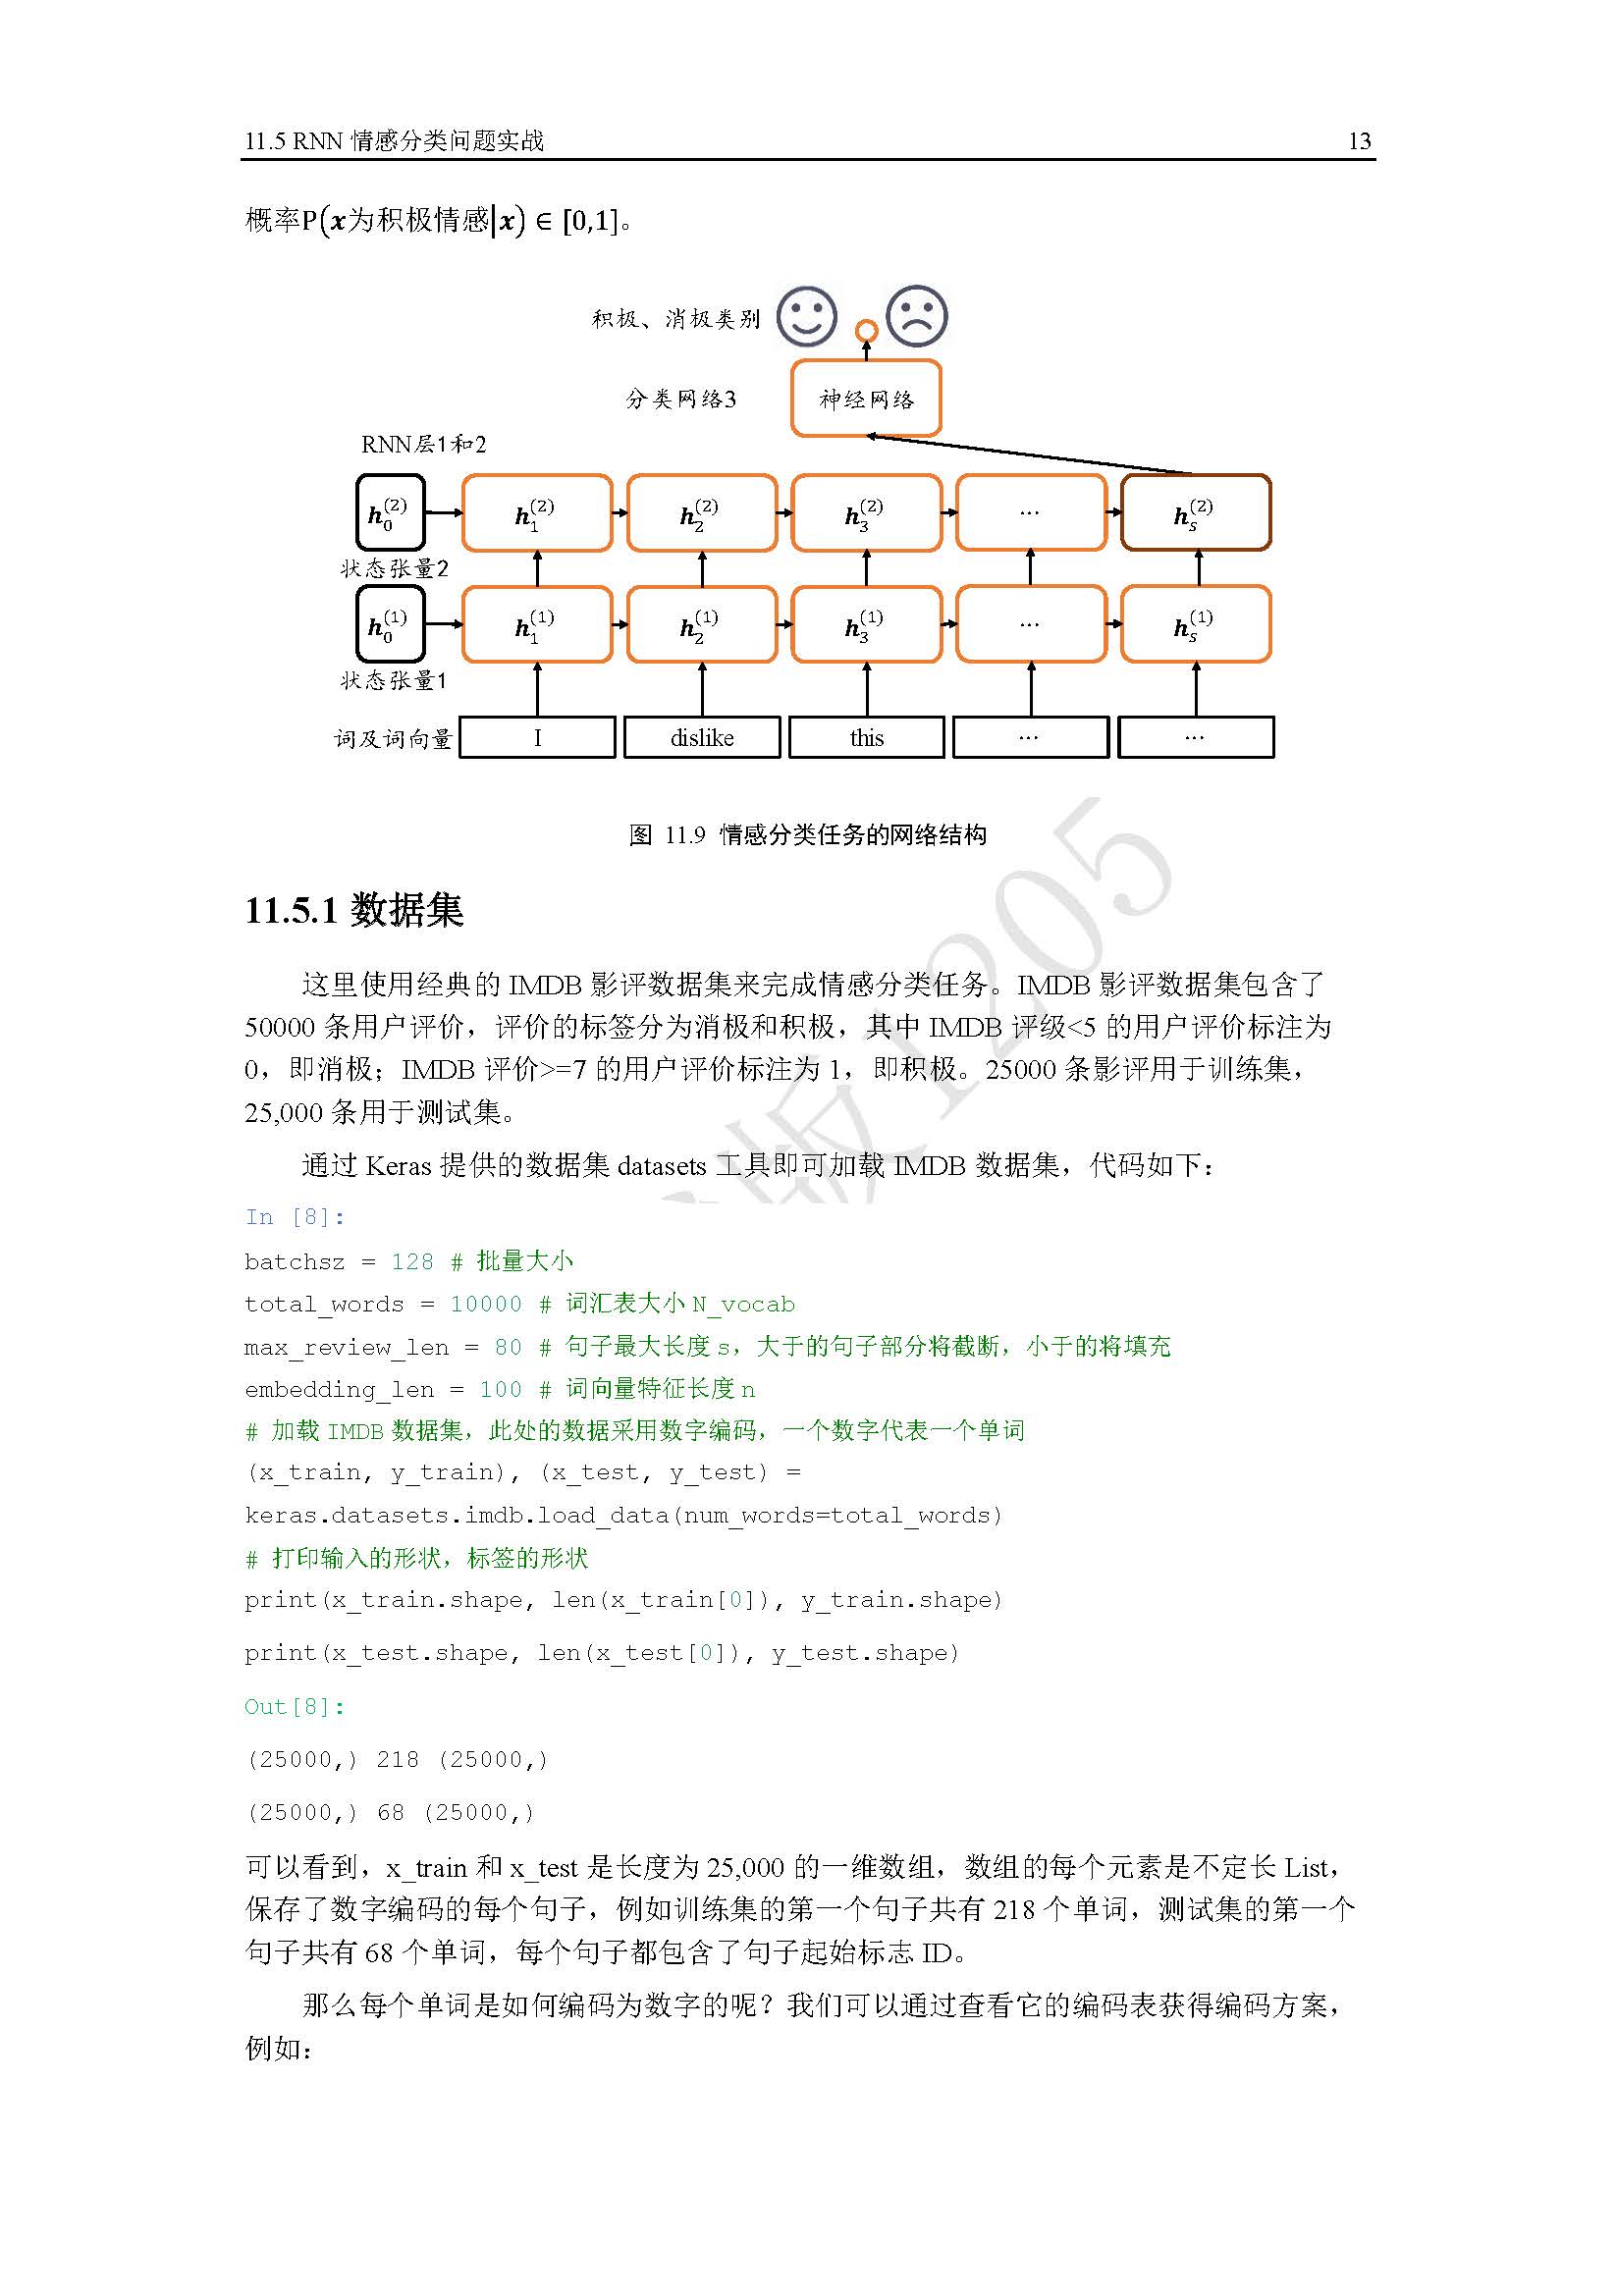 11.5 RNN 情感分类问题实战 13
概率P(x为积极情感|x) ∈ [0,1]。
积极、消极类别
分类网络3 神经网络
RNN层1和2
h_0^(2) h_1^(2) h_2^(2) h_3^(2) … h_s^(2)
状态张量2
h_0^(1) h_1^(1) h_2^(1) h_3^(1) … h_s^(1)
状态张量1
词及词向量 I dislike this … …
图 11.9 情感分类任务的网络结构
11.5.1 数据集
这里使用经典的 IMDB 影评数据集来完成情感分类任务。IMDB 影评数据集包含了
50000 条用户评价，评价的标签分为消极和积极，其中 IMDB 评级<5 的用户评价标注为
0，即消极；IMDB 评价>=7 的用户评价标注为 1，即积极。25000 条影评用于训练集，
25,000 条用于测试集。
通过 Keras 提供的数据集 datasets 工具即可加载 IMDB 数据集，代码如下：
In [8]:
batchsz = 128 # 批量大小
total_words = 10000 # 词汇表大小 N_vocab
max_review_len = 80 # 句子最大长度 s，大于的句子部分将截断，小于的将填充
embedding_len = 100 # 词向量特征长度 n
# 加载 IMDB 数据集，此处的数据采用数字编码，一个数字代表一个单词
(x_train, y_train), (x_test, y_test) =
keras.datasets.imdb.load_data(num_words=total_words)
# 打印输入的形状，标签的形状
print(x_train.shape, len(x_train[0]), y_train.shape)
print(x_test.shape, len(x_test[0]), y_test.shape)
Out[8]:
(25000,) 218 (25000,)
(25000,) 68 (25000,)
可以看到，x_train 和 x_test 是长度为 25,000 的一维数组，数组的每个元素是不定长 List，
保存了数字编码的每个句子，例如训练集的第一个句子共有 218 个单词，测试集的第一个
句子共有 68 个单词，每个句子都包含了句子起始标志 ID。
那么每个单词是如何编码为数字的呢？我们可以通过查看它的编码表获得编码方案，
例如：
版1205